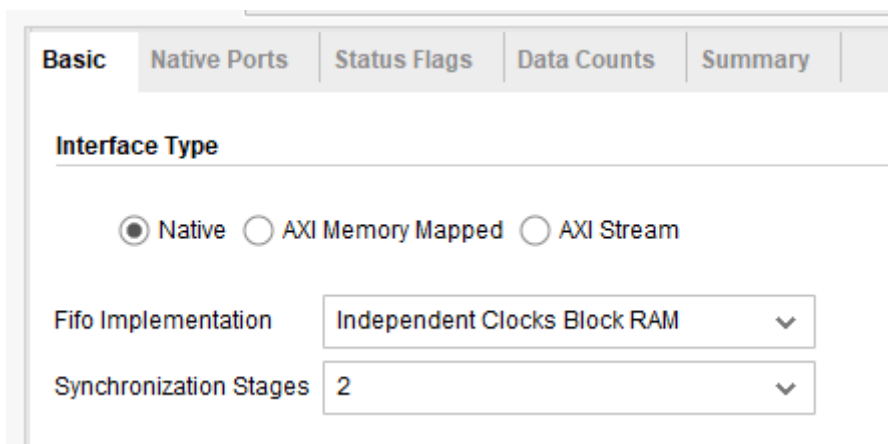 Basic Native Ports Status Flags Data Counts Summary
Interface Type
Native AXI Memory Mapped AXI Stream
Fifo Implementation Independent Clocks Block RAM
Synchronization Stages 2